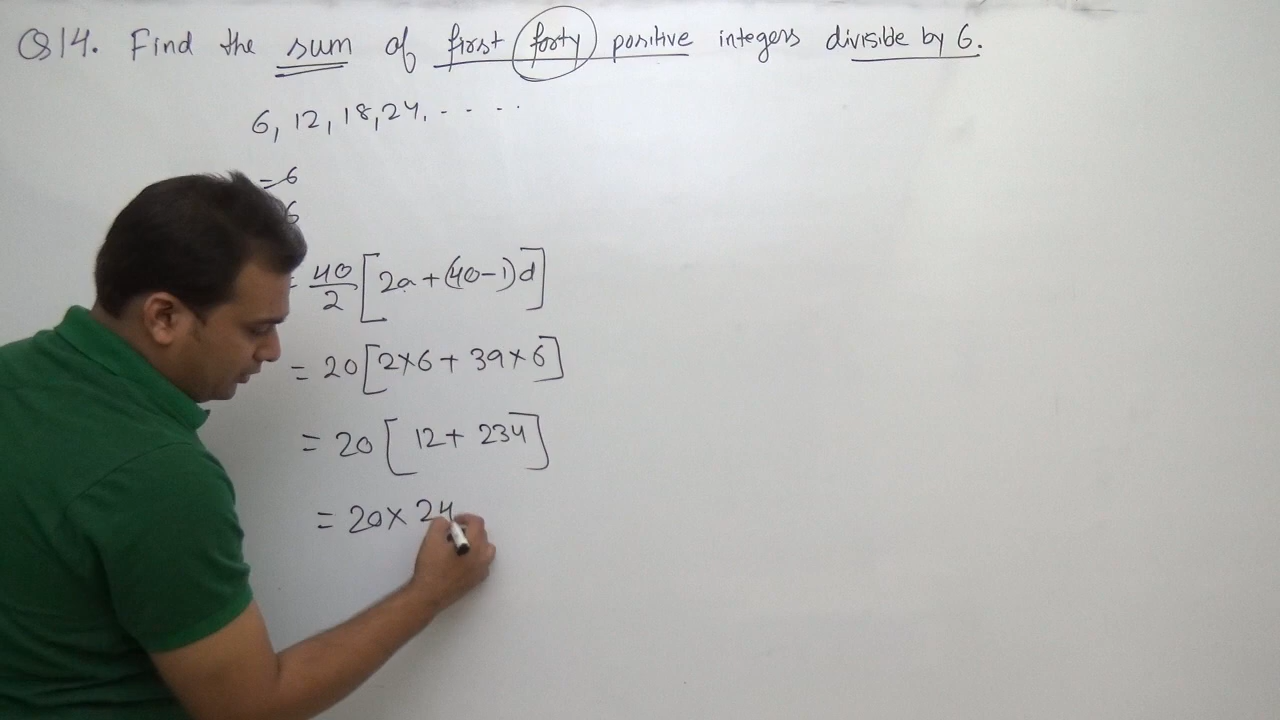 Q14. Find the sum of first forty positive integers divisible by 6.
6, 12, 18, 24, - - - -
= 6
6
= 40/2 [2a + (40-1)d]
= 20 [2×6 + 39×6]
= 20 [12 + 234]
= 20 × 24